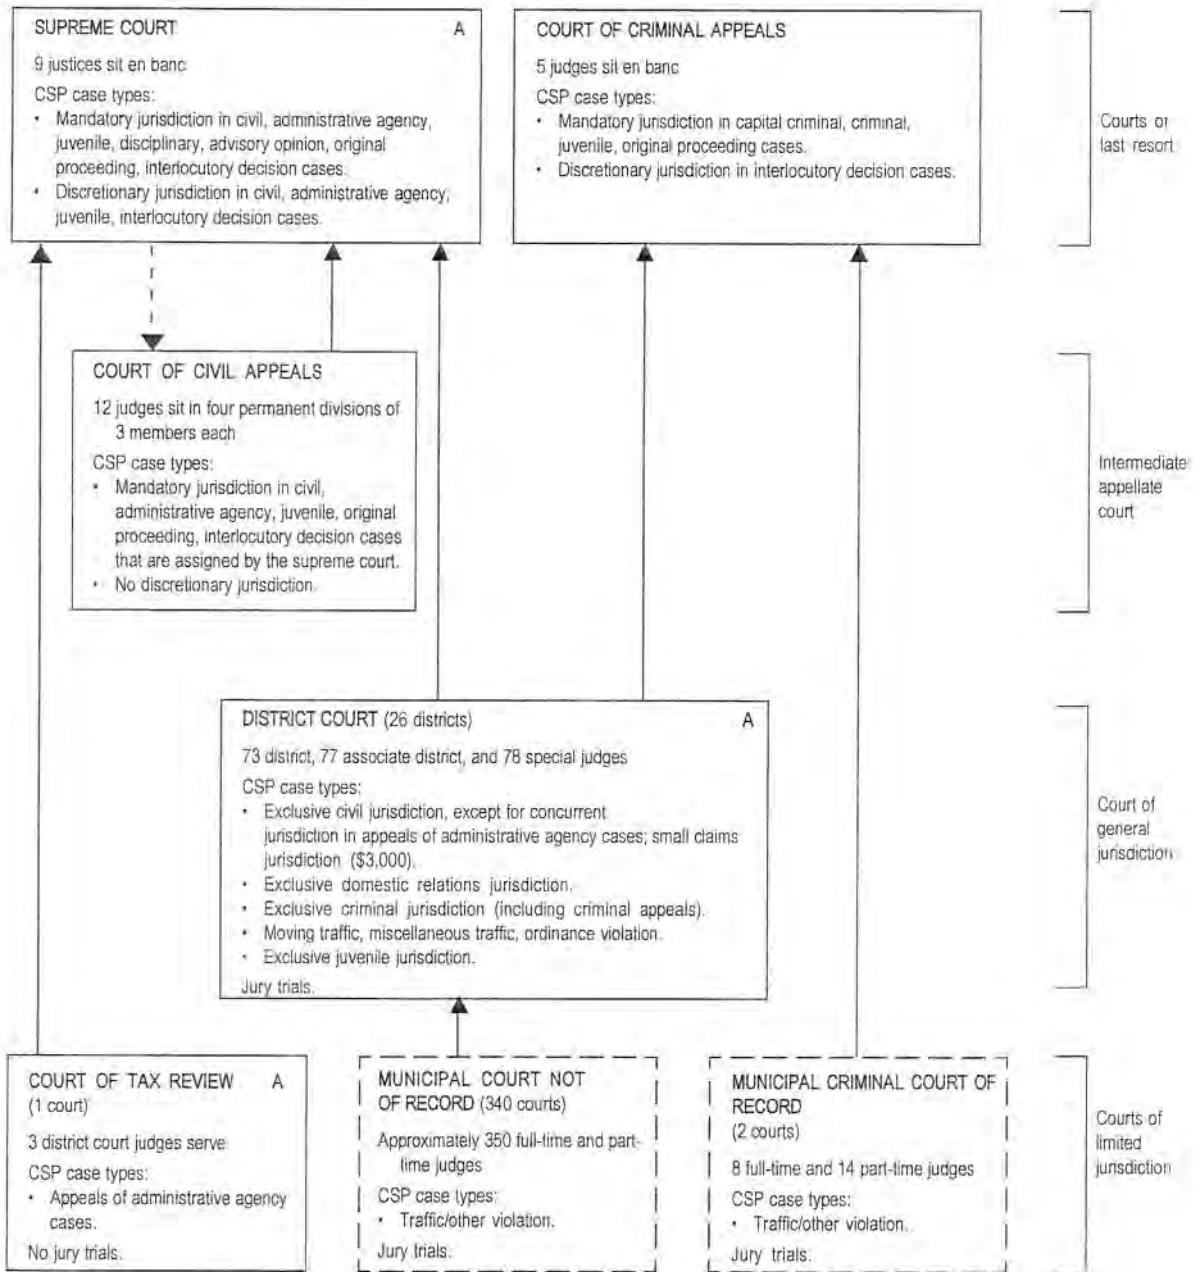 SUPREME COURT A
9 justices sit en banc
CSP case types:
• Mandatory jurisdiction in civil, administrative agency,
juvenile, disciplinary, advisory opinion, original
proceeding, interlocutory decision cases.
• Discretionary jurisdiction in civil, administrative agency,
juvenile, interlocutory decision cases.
COURT OF CRIMINAL APPEALS
5 judges sit en banc
CSP case types:
• Mandatory jurisdiction in capital criminal, criminal,
juvenile, original proceeding cases.
• Discretionary jurisdiction in interlocutory decision cases.
Courts of
last resort
COURT OF CIVIL APPEALS
12 judges sit in four permanent divisions of
3 members each
CSP case types:
• Mandatory jurisdiction in civil,
administrative agency, juvenile, original
proceeding, interlocutory decision cases
that are assigned by the supreme court.
• No discretionary jurisdiction.
Intermediate
appellate
court
DISTRICT COURT (26 districts) A
73 district, 77 associate district, and 78 special judges
CSP case types:
• Exclusive civil jurisdiction, except for concurrent
jurisdiction in appeals of administrative agency cases; small claims
jurisdiction ($3,000).
• Exclusive domestic relations jurisdiction.
• Exclusive criminal jurisdiction (including criminal appeals).
• Moving traffic, miscellaneous traffic, ordinance violation.
• Exclusive juvenile jurisdiction.
Jury trials.
Court of
general
jurisdiction
COURT OF TAX REVIEW A
(1 court)
3 district court judges serve
CSP case types:
• Appeals of administrative agency
cases.
No jury trials.
MUNICIPAL COURT NOT
OF RECORD (340 courts)
Approximately 350 full-time and part-
time judges
CSP case types:
• Traffic/other violation.
Jury trials.
MUNICIPAL CRIMINAL COURT OF
RECORD
(2 courts)
8 full-time and 14 part-time judges
CSP case types:
• Traffic/other violation.
Jury trials.
Courts of
limited
jurisdiction